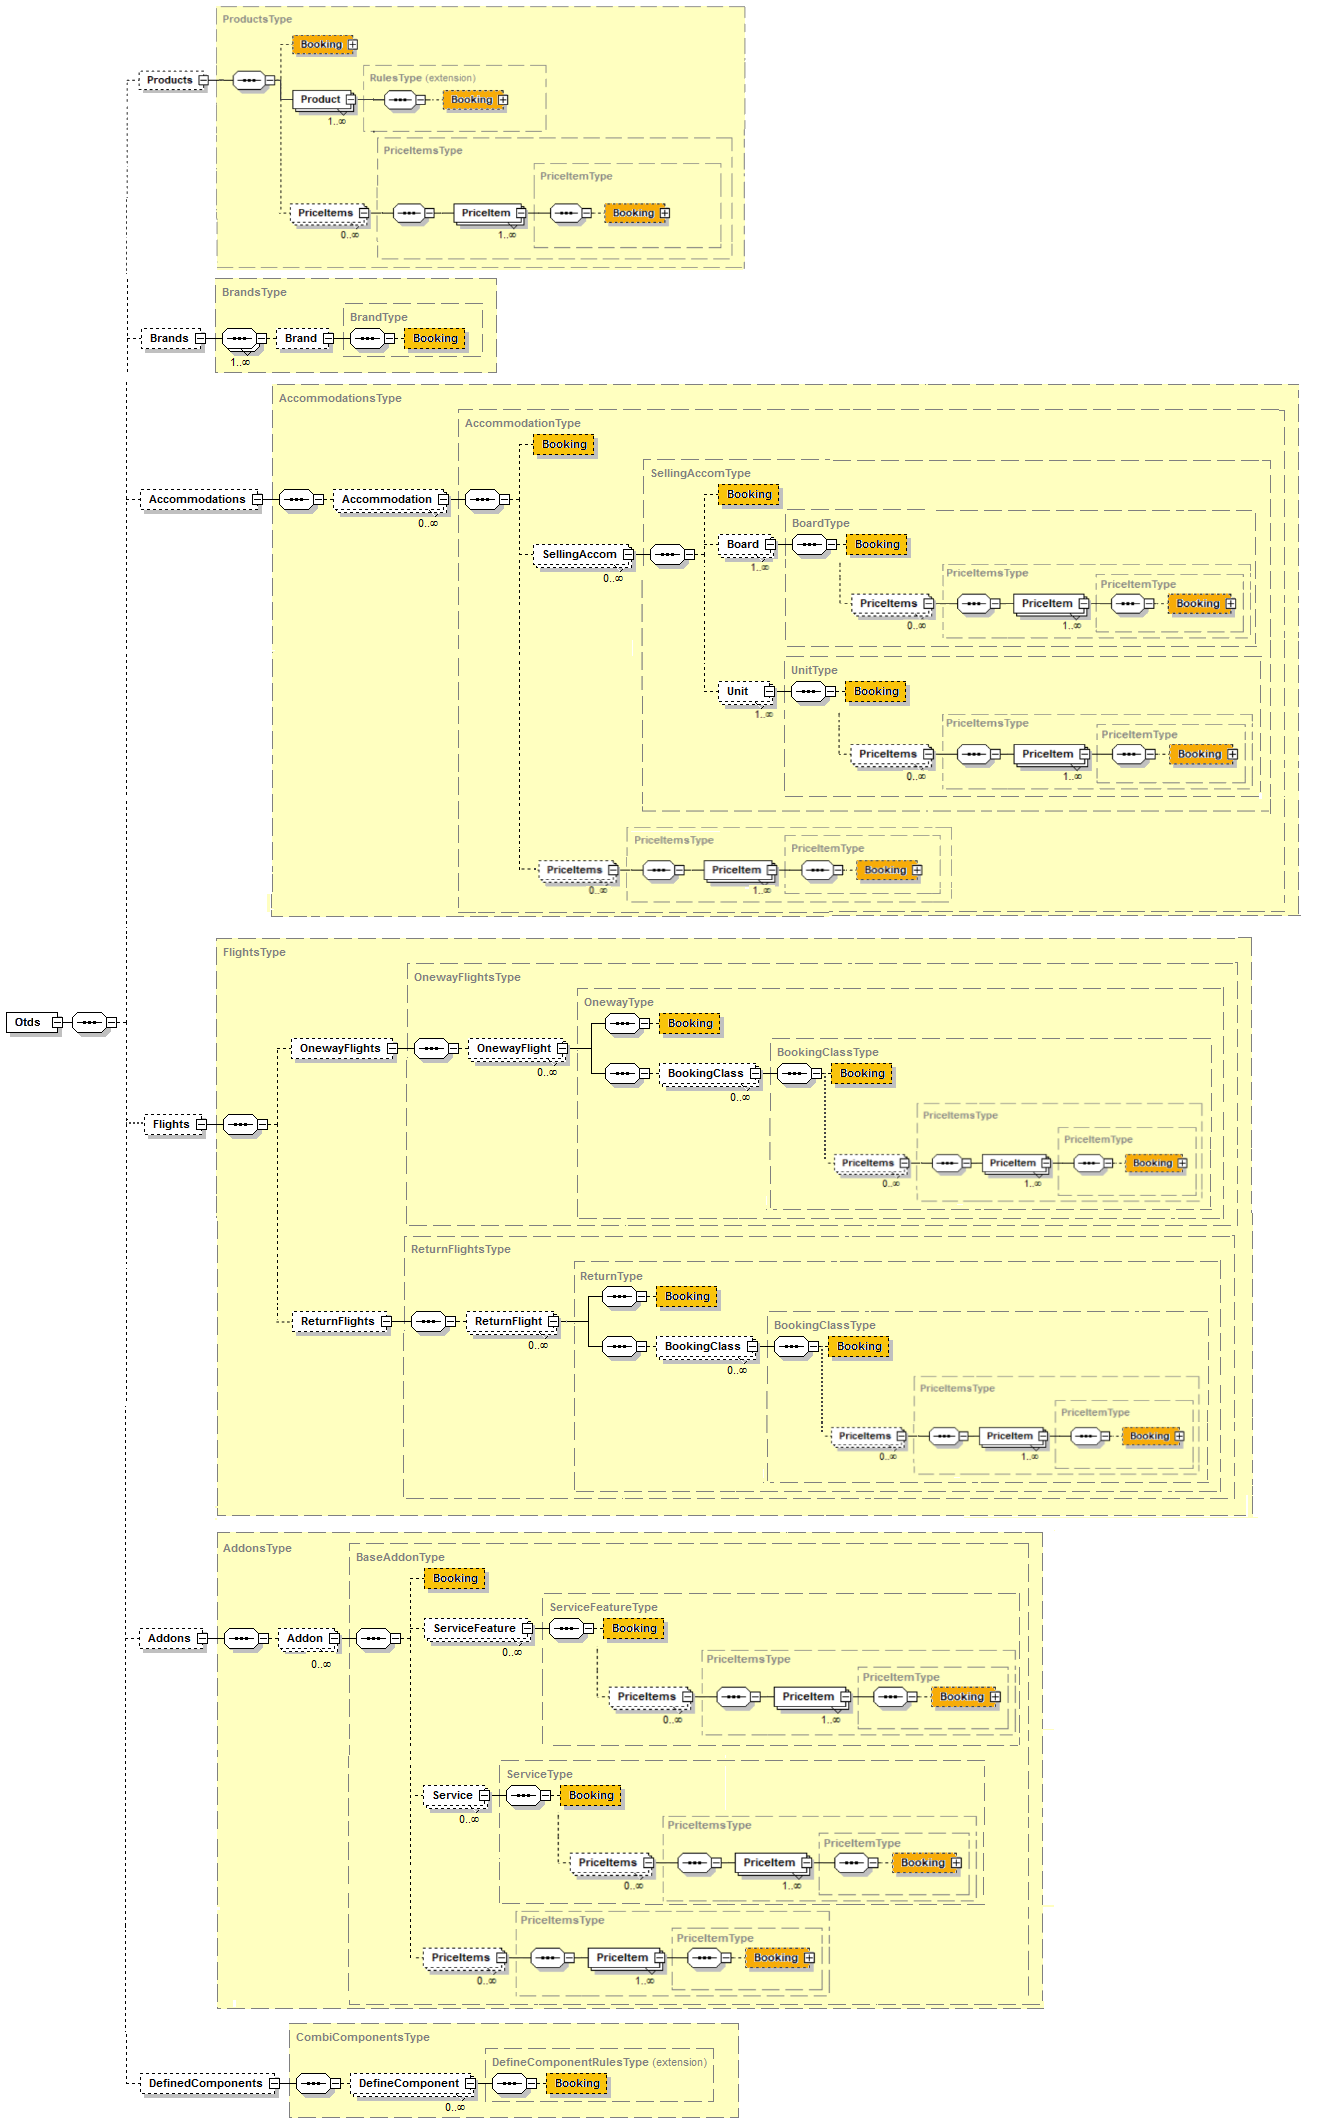 ProductsType
Booking
Products
RulesType (extension)
Product
Booking
1..∞
PriceItemsType
PriceItemType
PriceItems
PriceItem
Booking
0..∞
1..∞
BrandsType
BrandType
Brands
Brand
Booking
1..∞
AccommodationsType
AccommodationType
Booking
SellingAccomType
Booking
Accommodations
Accommodation
0..∞
BoardType
Board
Booking
1..∞
SellingAccom
0..∞
PriceItemsType
PriceItemType
PriceItems
PriceItem
Booking
0..∞
1..∞
UnitType
Unit
Booking
1..∞
PriceItemsType
PriceItemType
PriceItems
PriceItem
Booking
0..∞
1..∞
PriceItemsType
PriceItemType
PriceItems
PriceItem
Booking
0..∞
1..∞
FlightsType
OnewayFlightsType
OnewayType
Otds
Booking
BookingClassType
OnewayFlights
OnewayFlight
0..∞
BookingClass
Booking
0..∞
PriceItemsType
Flights
PriceItemType
PriceItems
PriceItem
Booking
0..∞
1..∞
ReturnFlightsType
ReturnType
Booking
ReturnFlights
ReturnFlight
0..∞
BookingClassType
BookingClass
Booking
0..∞
PriceItemsType
PriceItemType
PriceItems
PriceItem
Booking
0..∞
1..∞
AddonsType
BaseAddonType
Booking
ServiceFeatureType
ServiceFeature
Booking
0..∞
Addons
Addon
0..∞
PriceItemsType
PriceItemType
PriceItems
PriceItem
Booking
0..∞
1..∞
ServiceType
Service
Booking
0..∞
PriceItemsType
PriceItemType
PriceItems
PriceItem
Booking
0..∞
1..∞
PriceItemsType
PriceItemType
PriceItems
PriceItem
Booking
0..∞
1..∞
CombiComponentsType
DefineComponentRulesType (extension)
DefinedComponents
DefineComponent
Booking
0..∞